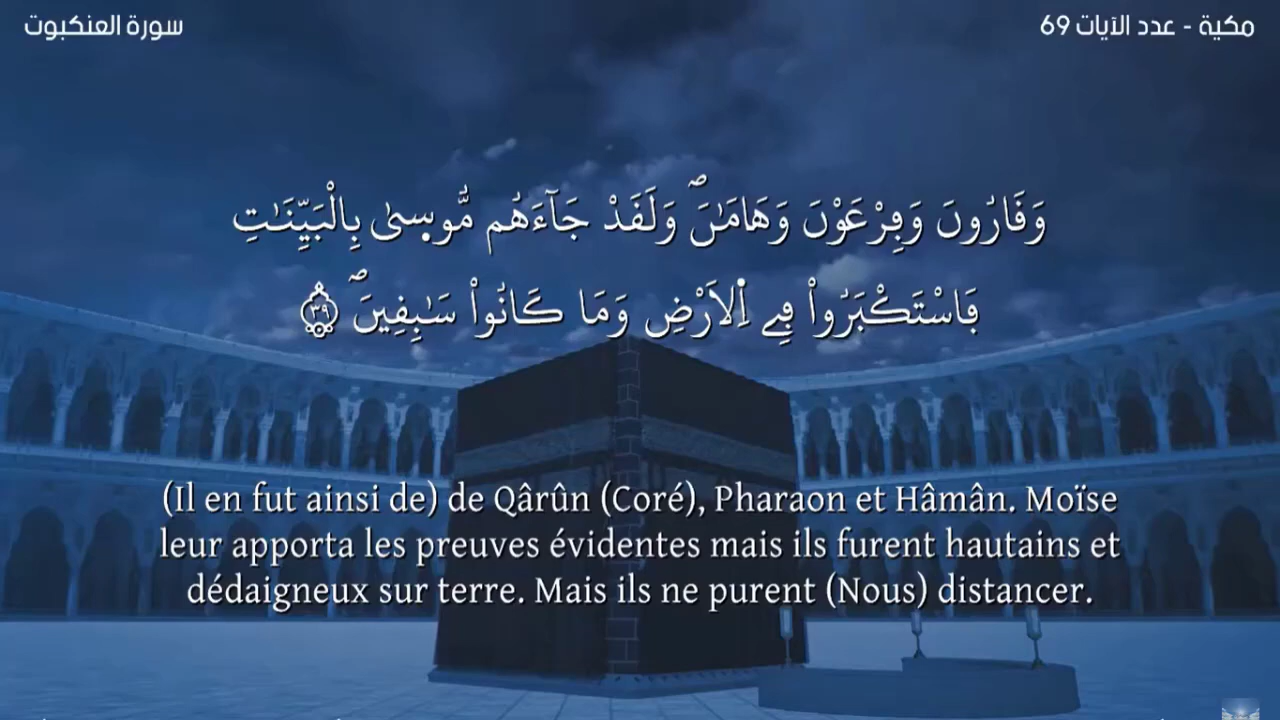 مكية - عدد الآيات 69
سورة العنكبوت
وَقَٰرُونَ وَفِرْعَوْنَ وَهَٰمَٰنَۖ وَلَقَدْ جَآءَهُم مُّوس۪يٰ بِالْبَيِّنَٰتِ
فَاسْتَكْبَرُواْ فِے اِ۬لَارْضِ وَمَا كَانُواْ سَٰبِقِينَۖ ٣٩
(Il en fut ainsi de) de Qârûn (Coré), Pharaon et Hâmân. Moïse
leur apporta les preuves évidentes mais ils furent hautains et
dédaigneux sur terre. Mais ils ne purent (Nous) distancer.